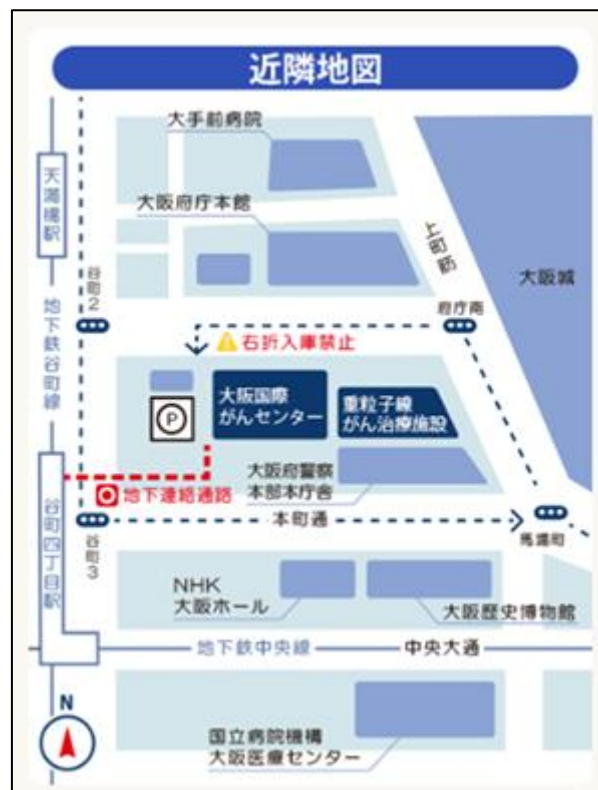 近隣地図
大手前病院
天満橋駅
大阪府庁本館
上町筋
大阪城
谷町2
府庁南
地下鉄谷町線
右折入庫禁止
大阪国際
がんセンター
重粒子線
がん治療施設
P
大阪府警察
本部本庁舎
地下連絡通路
本町通
谷町3
馬場町
谷町四丁目駅
NHK
大阪ホール
大阪歴史博物館
地下鉄中央線
中央大通
N
国立病院機構
大阪医療センター